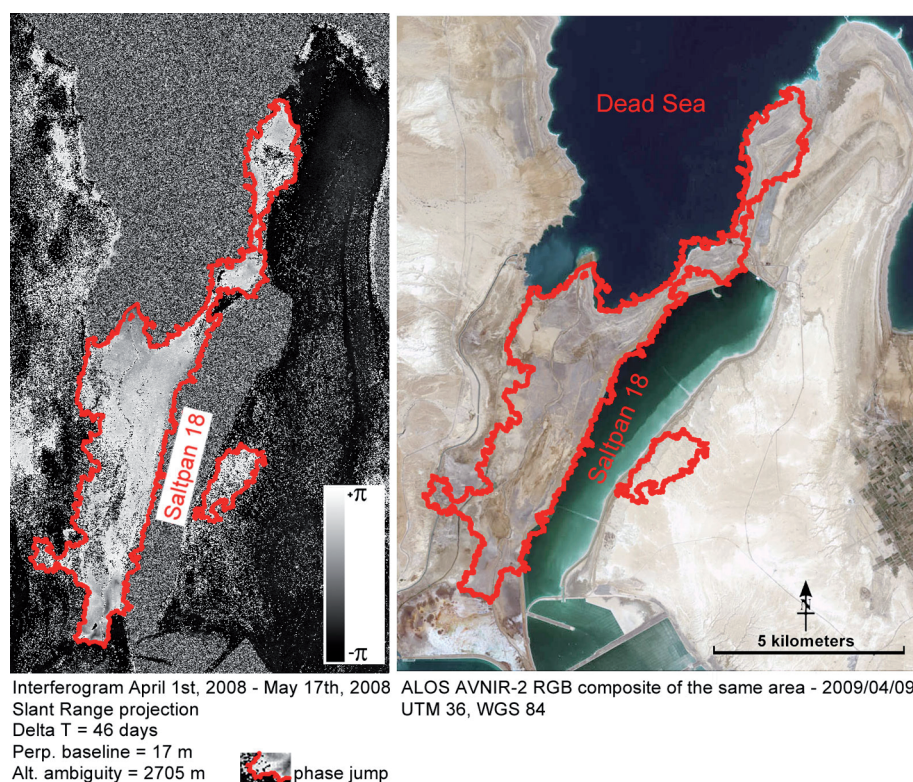 Dead Sea
Saltpan 18
Saltpan 18
+π
-π
N
5 kilometers
Interferogram April 1st, 2008 - May 17th, 2008
Slant Range projection
Delta T = 46 days
Perp. baseline = 17 m
Alt. ambiguity = 2705 m
phase jump
ALOS AVNIR-2 RGB composite of the same area - 2009/04/09
UTM 36, WGS 84